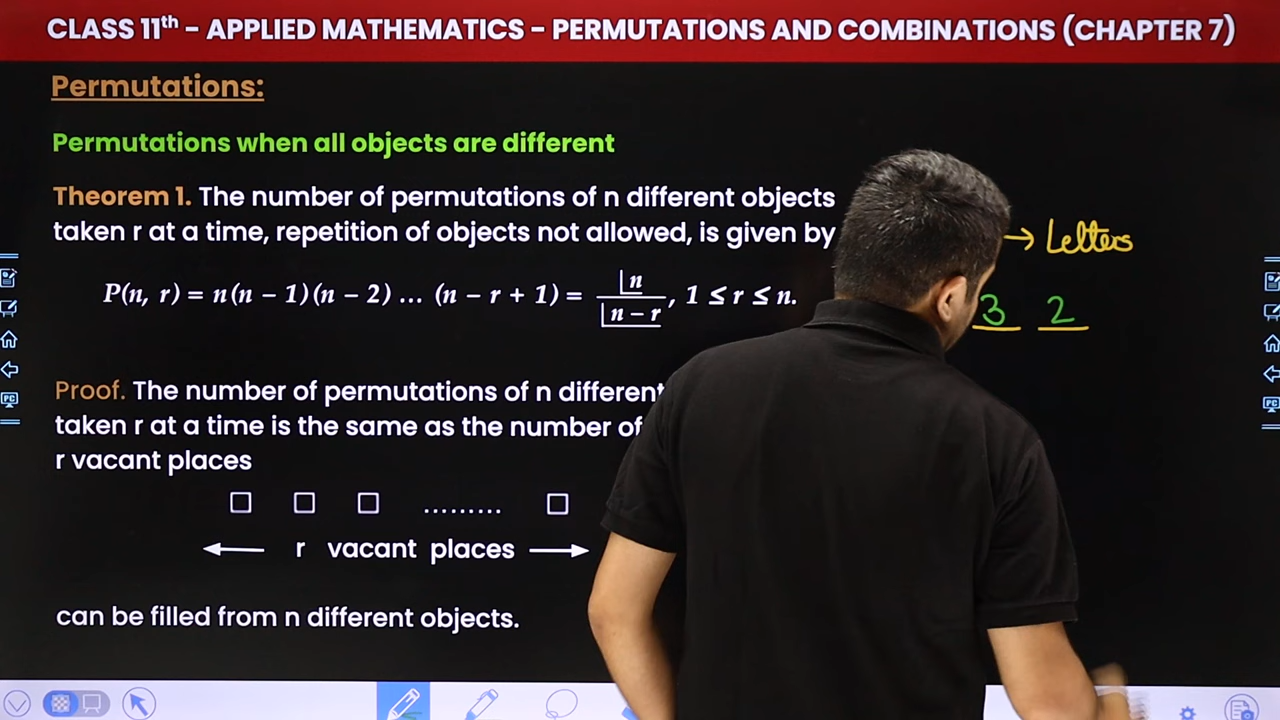 CLASS 11th – APPLIED MATHEMATICS – PERMUTATIONS AND COMBINATIONS (CHAPTER 7)
Permutations:
Permutations when all objects are different
Theorem 1. The number of permutations of n different objects
taken r at a time, repetition of objects not allowed, is given by
→ Letters
P(n, r) = n(n – 1)(n – 2) ... (n – r + 1) = ⌊n / ⌊n – r, 1 ≤ r ≤ n.
3 2
Proof. The number of permutations of n different
taken r at a time is the same as the number of
r vacant places
□ □ □ ......... □
← r vacant places →
can be filled from n different objects.